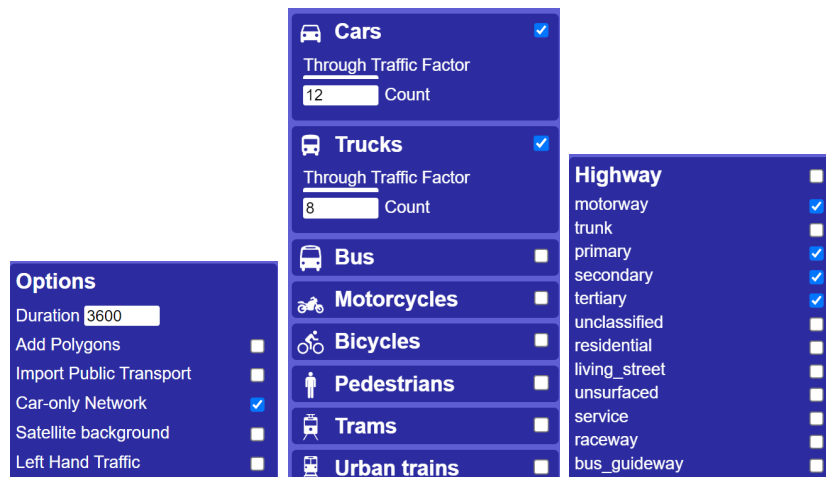 Options
Duration 3600
Add Polygons
Import Public Transport
Car-only Network
Satellite background
Left Hand Traffic
Cars
Through Traffic Factor
12 Count
Trucks
Through Traffic Factor
8 Count
Bus
Motorcycles
Bicycles
Pedestrians
Trams
Urban trains
Highway
motorway
trunk
primary
secondary
tertiary
unclassified
residential
living_street
unsurfaced
service
raceway
bus_guideway